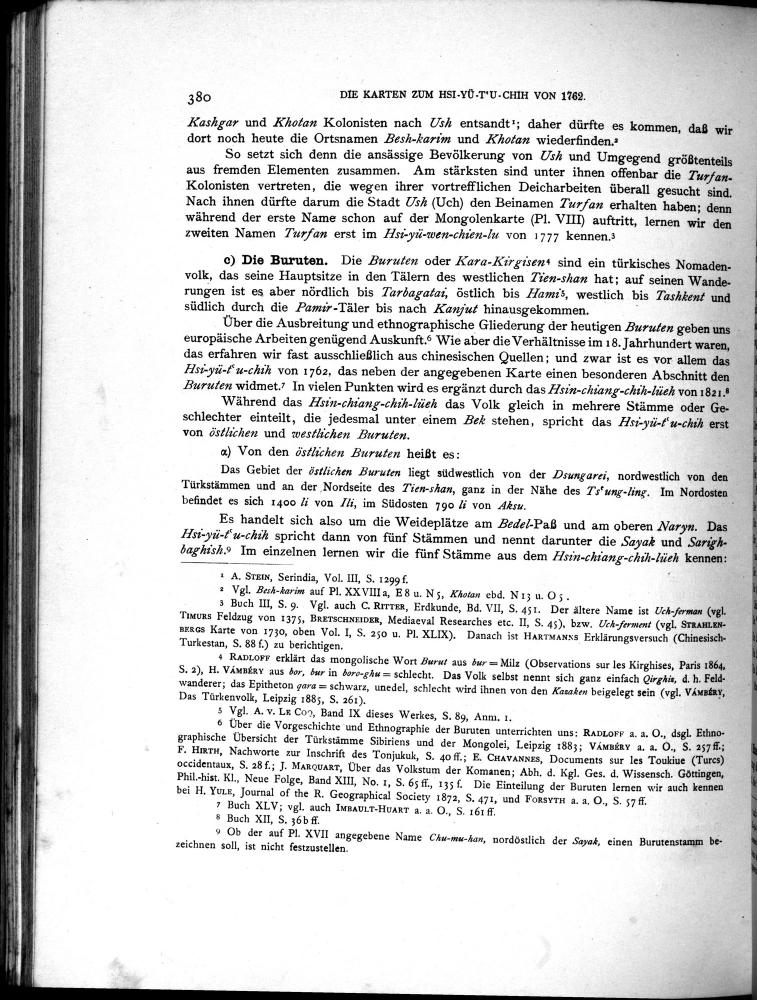 380 DIE KARTEN ZUM HSI-YÜ-T‘U-CHIH VON 1762.
Kashgar und Khotan Kolonisten nach Ush entsandt¹; daher dürfte es kommen, daß wir
dort noch heute die Ortsnamen Besh-karim und Khotan wiederfinden.²
So setzt sich denn die ansässige Bevölkerung von Ush und Umgegend größtenteils
aus fremden Elementen zusammen. Am stärksten sind unter ihnen offenbar die Turfan-
Kolonisten vertreten, die wegen ihrer vortrefflichen Deicharbeiten überall gesucht sind.
Nach ihnen dürfte darum die Stadt Ush (Uch) den Beinamen Turfan erhalten haben; denn
während der erste Name schon auf der Mongolenkarte (Pl. VIII) auftritt, lernen wir den
zweiten Namen Turfan erst im Hsi-yü-wen-chien-lu von 1777 kennen.³
c) Die Buruten. Die Buruten oder Kara-Kirgisen⁴ sind ein türkisches Nomaden-
volk, das seine Hauptsitze in den Tälern des westlichen Tien-shan hat; auf seinen Wande-
rungen ist es aber nördlich bis Tarbagatai, östlich bis Hami⁵, westlich bis Tashkent und
südlich durch die Pamir-Täler bis nach Kanjut hinausgekommen.
Über die Ausbreitung und ethnographische Gliederung der heutigen Buruten geben uns
europäische Arbeiten genügend Auskunft.⁶ Wie aber die Verhältnisse im 18. Jahrhundert waren,
das erfahren wir fast ausschließlich aus chinesischen Quellen; und zwar ist es vor allem das
Hsi-yü-t‘u-chih von 1762, das neben der angegebenen Karte einen besonderen Abschnitt den
Buruten widmet.⁷ In vielen Punkten wird es ergänzt durch das Hsin-chiang-chih-lüeh von 1821.⁸
Während das Hsin-chiang-chih-lüeh das Volk gleich in mehrere Stämme oder Ge-
schlechter einteilt, die jedesmal unter einem Bek stehen, spricht das Hsi-yü-t‘u-chih erst
von östlichen und westlichen Buruten.
α) Von den östlichen Buruten heißt es:
Das Gebiet der östlichen Buruten liegt südwestlich von der Dsungarei, nordwestlich von den
Türkstämmen und an der Nordseite des Tien-shan, ganz in der Nähe des Ts‘ung-ling. Im Nordosten
befindet es sich 1400 li von Ili, im Südosten 790 li von Aksu.
Es handelt sich also um die Weideplätze am Bedel-Paß und am oberen Naryn. Das
Hsi-yü-t‘u-chih spricht dann von fünf Stämmen und nennt darunter die Sayak und Sarigh-
baghish.⁹ Im einzelnen lernen wir die fünf Stämme aus dem Hsin-chiang-chih-lüeh kennen:
¹ A. STEIN, Serindia, Vol. III, S. 1299 f.
² Vgl. Besh-karim auf Pl. XXVIIIa, E 8 u. N 5, Khotan ebd. N 13 u. O 5.
³ Buch III, S. 9. Vgl. auch C. RITTER, Erdkunde, Bd. VII, S. 451. Der ältere Name ist Uch-ferman (vgl.
TIMURS Feldzug von 1375, BRETSCHNEIDER, Mediaeval Researches etc. II, S. 45), bzw. Uch-ferment (vgl. STRAHLEN-
BERGS Karte von 1730, oben Vol. I, S. 250 u. Pl. XLIX). Danach ist HARTMANNS Erklärungsversuch (Chinesisch-
Turkestan, S. 88 f.) zu berichtigen.
⁴ RADLOFF erklärt das mongolische Wort Burut aus bur = Milz (Observations sur les Kirghises, Paris 1864,
S. 2), H. VÁMBÉRY aus bor, bur in boro-ghu = schlecht. Das Volk selbst nennt sich ganz einfach Qirghiz, d. h. Feld-
wanderer; das Epitheton qara = schwarz, unedel, schlecht wird ihnen von den Kazaken beigelegt sein (vgl. VÁMBÉRY,
Das Türkenvolk, Leipzig 1885, S. 261).
⁵ Vgl. A. v. LE COQ, Band IX dieses Werkes, S. 89, Anm. 1.
⁶ Über die Vorgeschichte und Ethnographie der Buruten unterrichten uns: RADLOFF a. a. O., dsgl. Ethno-
graphische Übersicht der Türkstämme Sibiriens und der Mongolei, Leipzig 1883; VÁMBÉRY a. a. O., S. 257 ff.;
F. HIRTH, Nachworte zur Inschrift des Tonjukuk, S. 40 ff.; E. CHAVANNES, Documents sur les Toukiue (Turcs)
occidentaux, S. 28 f.; J. MARQUART, Über das Volkstum der Komanen; Abh. d. Kgl. Ges. d. Wissensch. Göttingen,
Phil.-hist. Kl., Neue Folge, Band XIII, No. 1, S. 65 ff., 135 f. Die Einteilung der Buruten lernen wir auch kennen
bei H. YULE, Journal of the R. Geographical Society 1872, S. 471, und FORSYTH a. a. O., S. 57 ff.
⁷ Buch XLV; vgl. auch IMBAULT-HUART a. a. O., S. 161 ff.
⁸ Buch XII, S. 36 b ff.
⁹ Ob der auf Pl. XVII angegebene Name Chu-mu-han, nordöstlich der Sayak, einen Burutenstamm be-
zeichnen soll, ist nicht festzustellen.